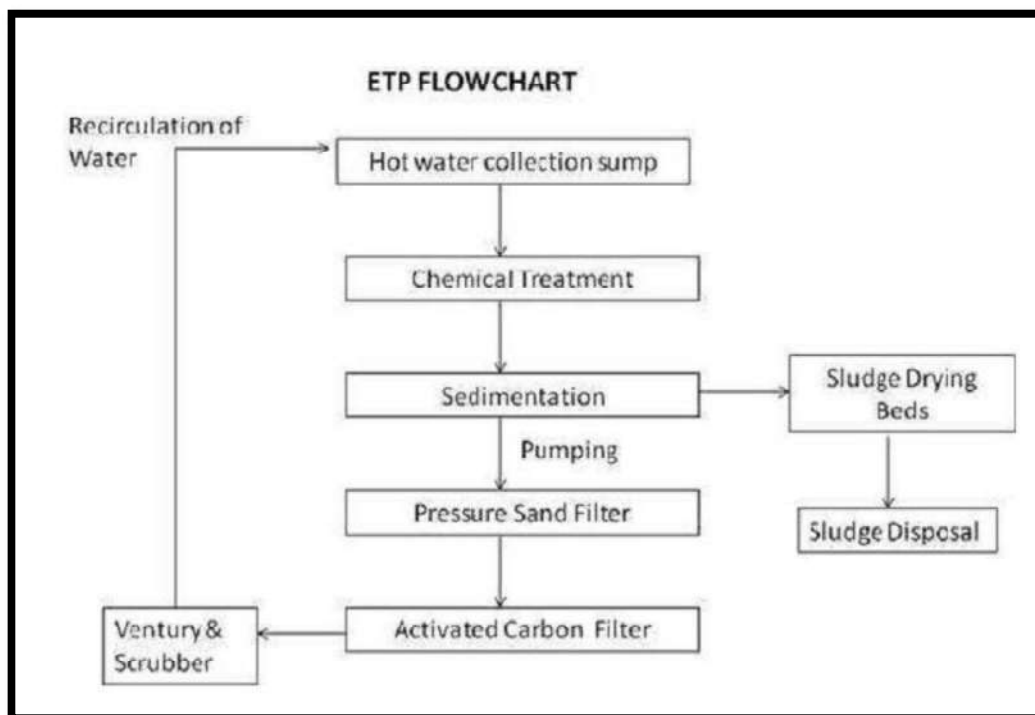 ETP FLOWCHART
Recirculation of
Water
Hot water collection sump
Chemical Treatment
Sedimentation
Sludge Drying
Beds
Pumping
Pressure Sand Filter
Sludge Disposal
Activated Carbon Filter
Ventury &
Scrubber